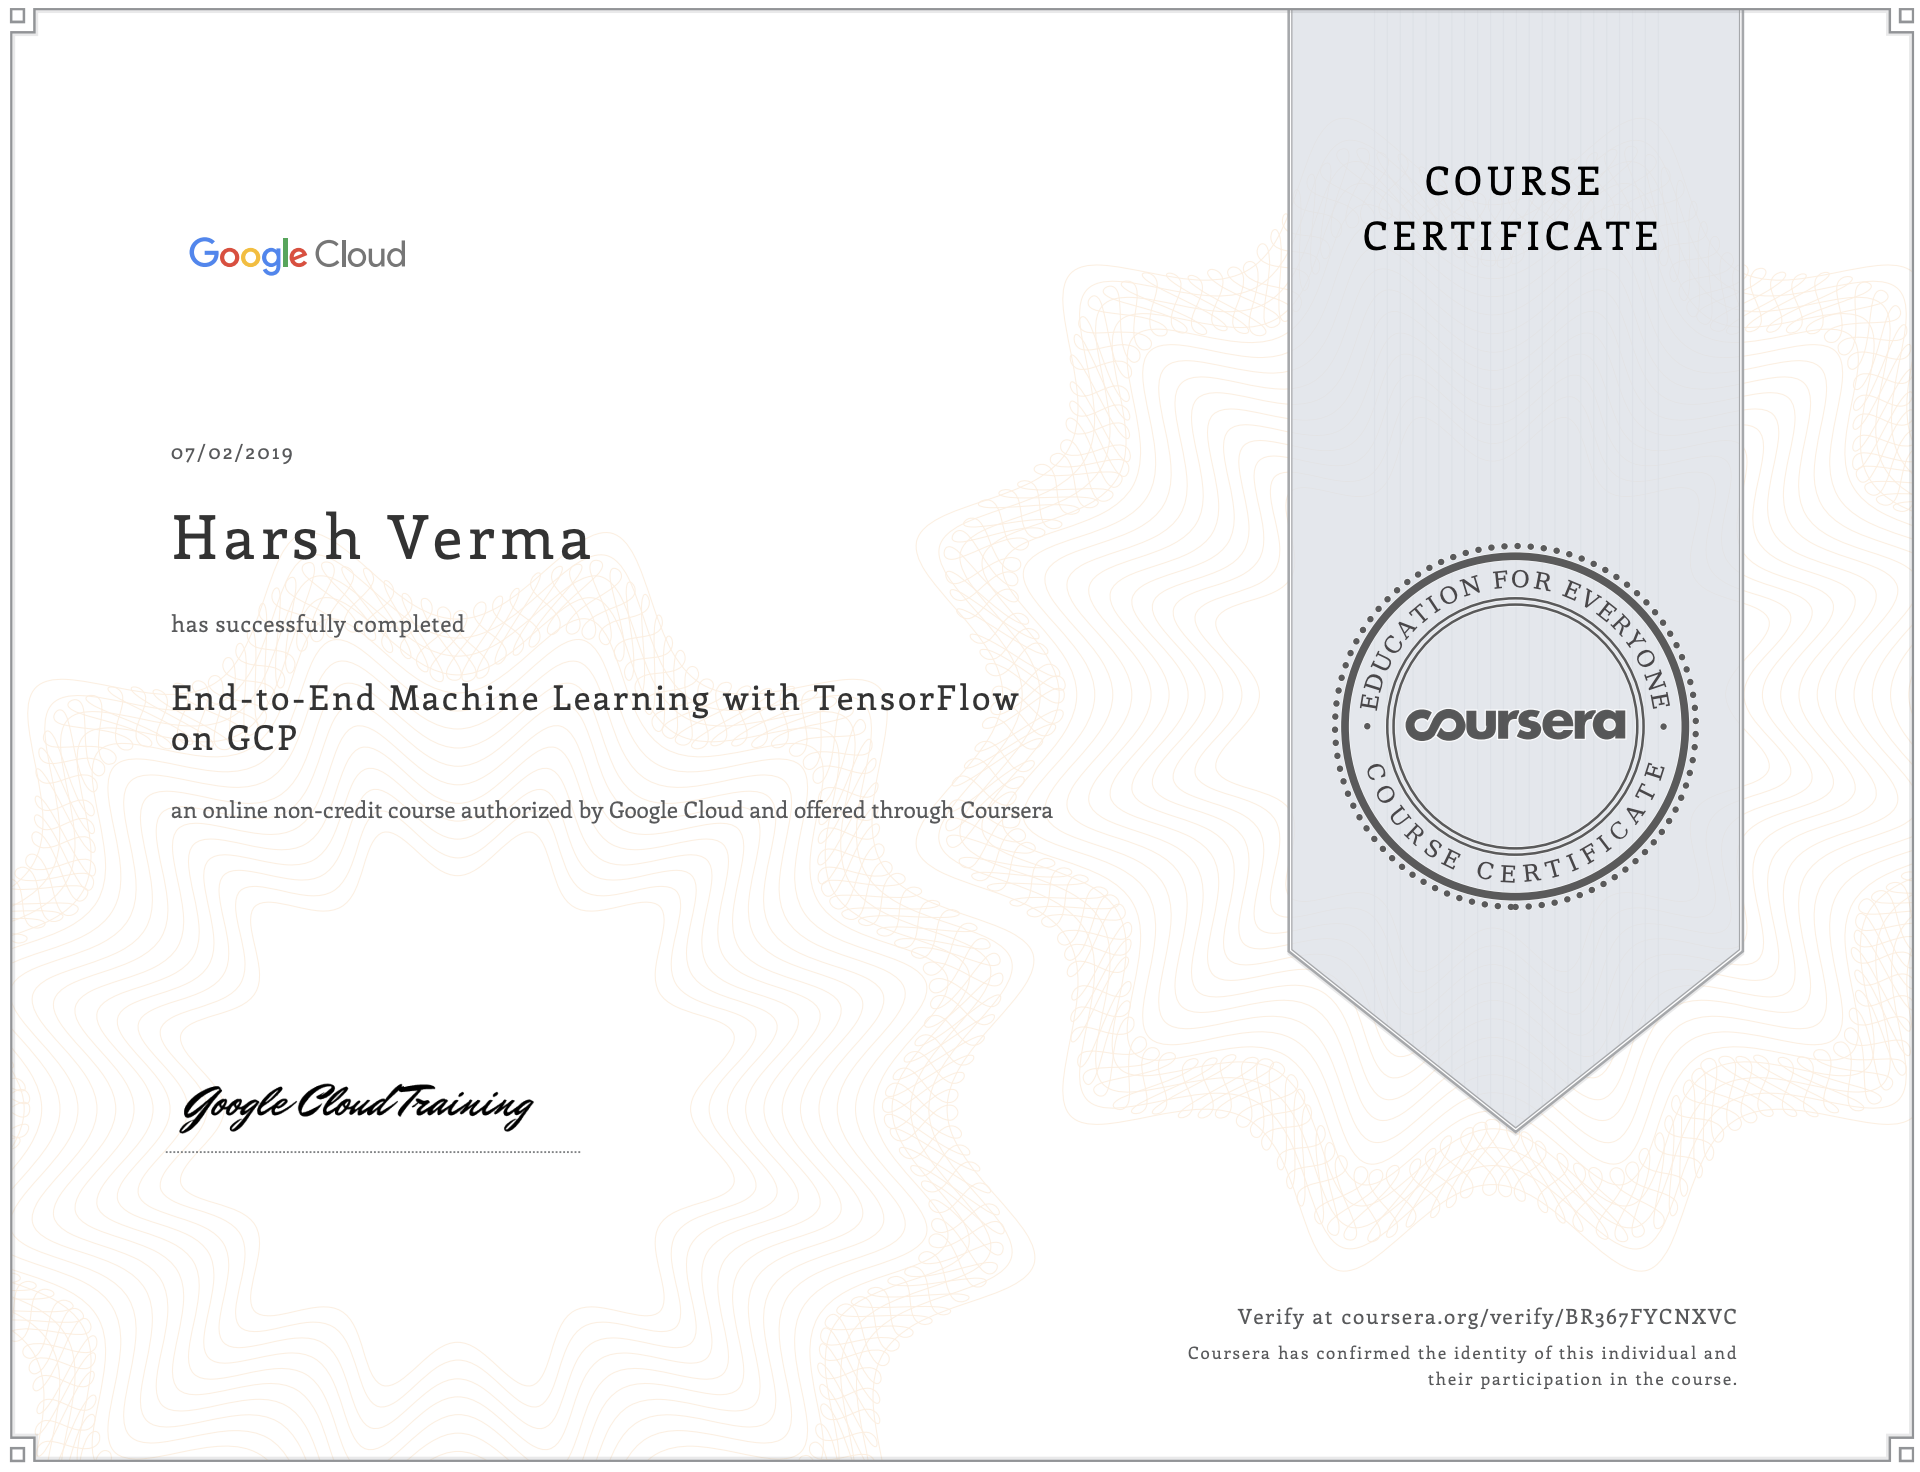 Google Cloud
COURSE
CERTIFICATE
07/02/2019
Harsh Verma
has successfully completed
End-to-End Machine Learning with TensorFlow
on GCP
an online non-credit course authorized by Google Cloud and offered through Coursera
EDUCATION FOR EVERYONE
coursera
COURSE CERTIFICATE
Google Cloud Training
Verify at coursera.org/verify/BR367FYCNXVC
Coursera has confirmed the identity of this individual and
their participation in the course.